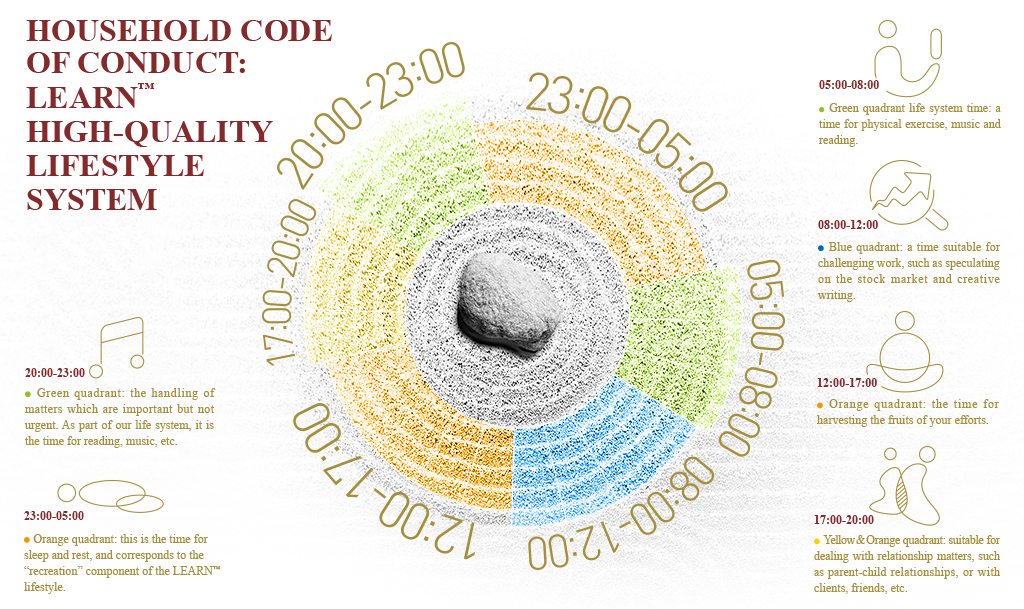 HOUSEHOLD CODE
OF CONDUCT:
LEARN™
HIGH-QUALITY
LIFESTYLE
SYSTEM
20:00-23:00
23:00-05:00
05:00-08:00
08:00-12:00
12:00-17:00
17:00-20:00
05:00-08:00
Green quadrant life system time: a
time for physical exercise, music and
reading.
08:00-12:00
Blue quadrant: a time suitable for
challenging work, such as speculating
on the stock market and creative
writing.
12:00-17:00
Orange quadrant: the time for
harvesting the fruits of your efforts.
17:00-20:00
Yellow & Orange quadrant: suitable for
dealing with relationship matters, such
as parent-child relationships, or with
clients, friends, etc.
20:00-23:00
Green quadrant: the handling of
matters which are important but not
urgent. As part of our life system, it is
the time for reading, music, etc.
23:00-05:00
Orange quadrant: this is the time for
sleep and rest, and corresponds to the
“recreation” component of the LEARN™
lifestyle.